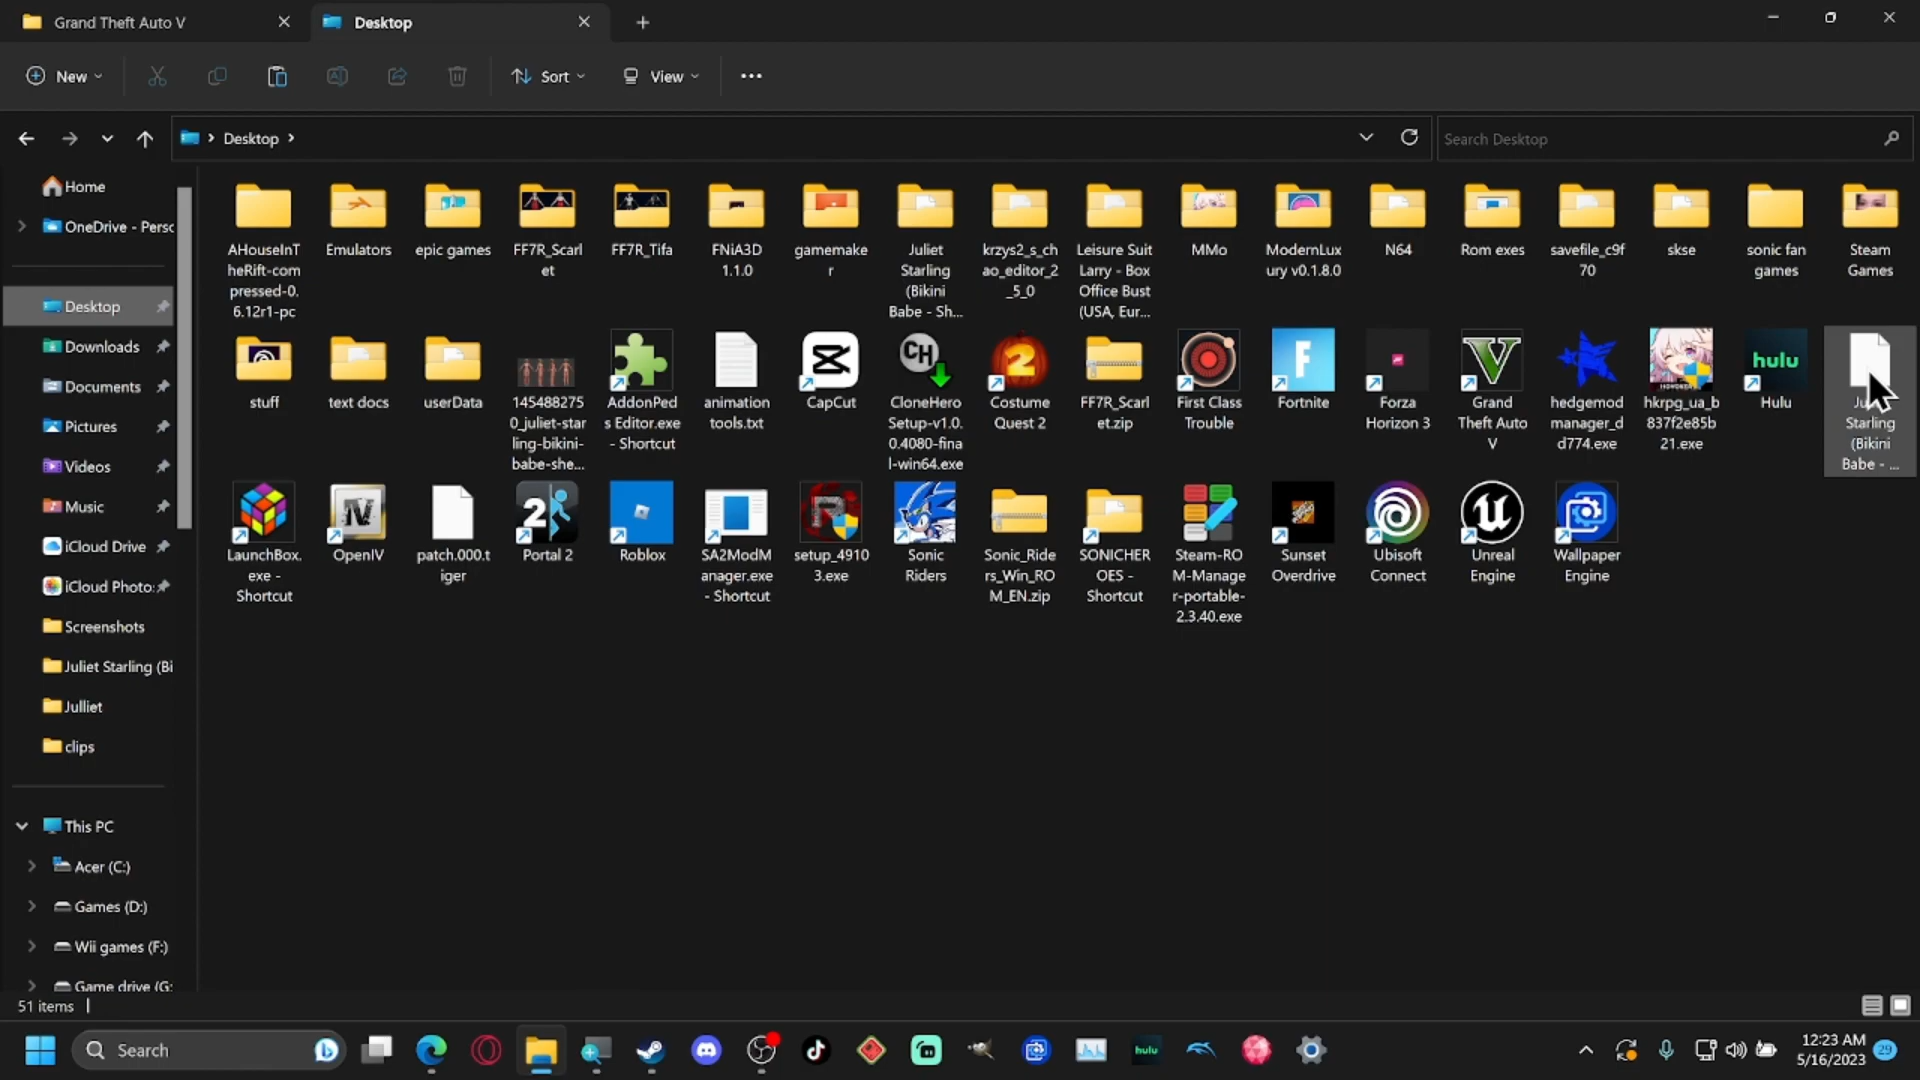 Grand Theft Auto V
Desktop
New
Sort
View
Desktop
Search Desktop
Home
OneDrive - Persc
Desktop
Downloads
Documents
Pictures
Videos
Music
iCloud Drive
iCloud Photo:
Screenshots
Juliet Starling (Bi
Julliet
clips
This PC
Acer (C:)
Games (D:)
Wii games (F:)
Game drive (G:
AHouseInT
heRift-com
pressed-0.
6.12r1-pc
Emulators
epic games
FF7R_Scarl
et
FF7R_Tifa
FNiA3D
1.1.0
gamemake
r
Juliet
Starling
(Bikini
Babe - Sh...
krzys2_s_ch
ao_editor_2
_5_0
Leisure Suit
Larry - Box
Office Bust
(USA, Eur...
MMo
ModernLux
ury v0.1.8.0
N64
Rom exes
savefile_c9f
70
skse
sonic fan
games
Steam
Games
stuff
text docs
userData
145488275
0_juliet-star
ling-bikini-
babe-she...
AddonPed
s Editor.exe
- Shortcut
animation
tools.txt
CapCut
CH
CloneHero
Setup-v1.0.
0.4080-fina
l-win64.exe
2
Costume
Quest 2
FF7R_Scarl
et.zip
First Class
Trouble
F
Fortnite
Forza
Horizon 3
V
Grand
Theft Auto
V
hedgemod
manager_d
d774.exe
hkrpg_ua_b
837f2e85b
21.exe
hulu
Hulu
Starling
(Bikini
Babe - ...
LaunchBox.
exe -
Shortcut
IV
OpenIV
patch.000.t
iger
2
Portal 2
Roblox
SA2ModM
anager.exe
- Shortcut
setup_4910
3.exe
Sonic
Riders
Sonic_Ride
rs_Win_RO
M_EN.zip
SONICHER
OES -
Shortcut
Steam-RO
M-Manage
r-portable-
2.3.40.exe
Sunset
Overdrive
Ubisoft
Connect
Unreal
Engine
Wallpaper
Engine
51 items
Search
hulu
12:23 AM
5/16/2023
29